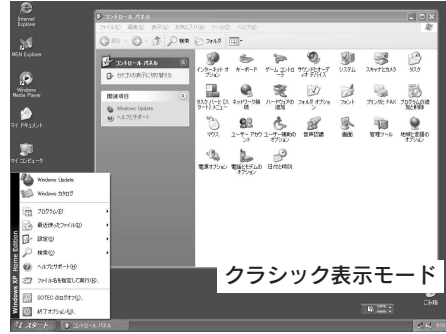 Internet
Explorer
MSN Explorer
Windows
Media Player
マイ ドキュメント
マイ コンピュータ
コントロール パネル
ファイル(F) 編集(E) 表示(V) お気に入り(A) ツール(T) ヘルプ(H)
戻る 検索 フォルダ
コントロール パネル
カテゴリの表示に切り替える
関連項目
Windows Update
ヘルプとサポート
インターネット オプション キーボード ゲーム コントローラ サウンドとオーディオ デバイス システム スキャナとカメラ タスク
タスク バーと [スタート] メニュー ネットワーク接続 ハードウェアの追加 フォルダ オプション フォント プリンタと FAX プログラムの追加と削除
マウス ユーザー アカウント ユーザー補助のオプション 音声認識 画面 管理ツール 地域と言語のオプション
電源オプション 電話とモデムのオプション 日付と時刻
Windows Update
Windows カタログ
プログラム(P)
最近使ったファイル(D)
設定(S)
検索(C)
ヘルプとサポート(H)
ファイル名を指定して実行(R)...
SOTEC のログオフ(L)...
終了オプション(U)...
Windows XP Home Edition
クラシック表示モード
ごみ箱
スタート コントロール パネル